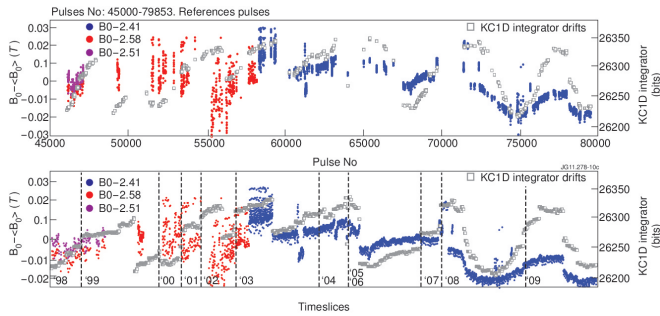 Pulses No: 45000-79853. References pulses
B0-2.41
B0-2.58
B0-2.51
KC1D integrator drifts
B₀-<B₀> (T)
0.03
0.02
0.1
0
-0.01
-0.01
-0.02
-0.03
26350
26300
26250
26200
KC1D integrator
(bits)
45000 50000 55000 60000 65000 70000 75000 80000
Pulse No
JG11.278-10c
B0-2.41
B0-2.58
B0-2.51
KC1D integrator drifts
B₀-<B₀> (T)
0.03
0.02
0.1
0
-0.01
-0.02
26350
26300
26250
26200
KC1D integrator
(bits)
'98 '99 '00 '01 '02 '03 '04 '05 '06 '07 '08 '09
Timeslices